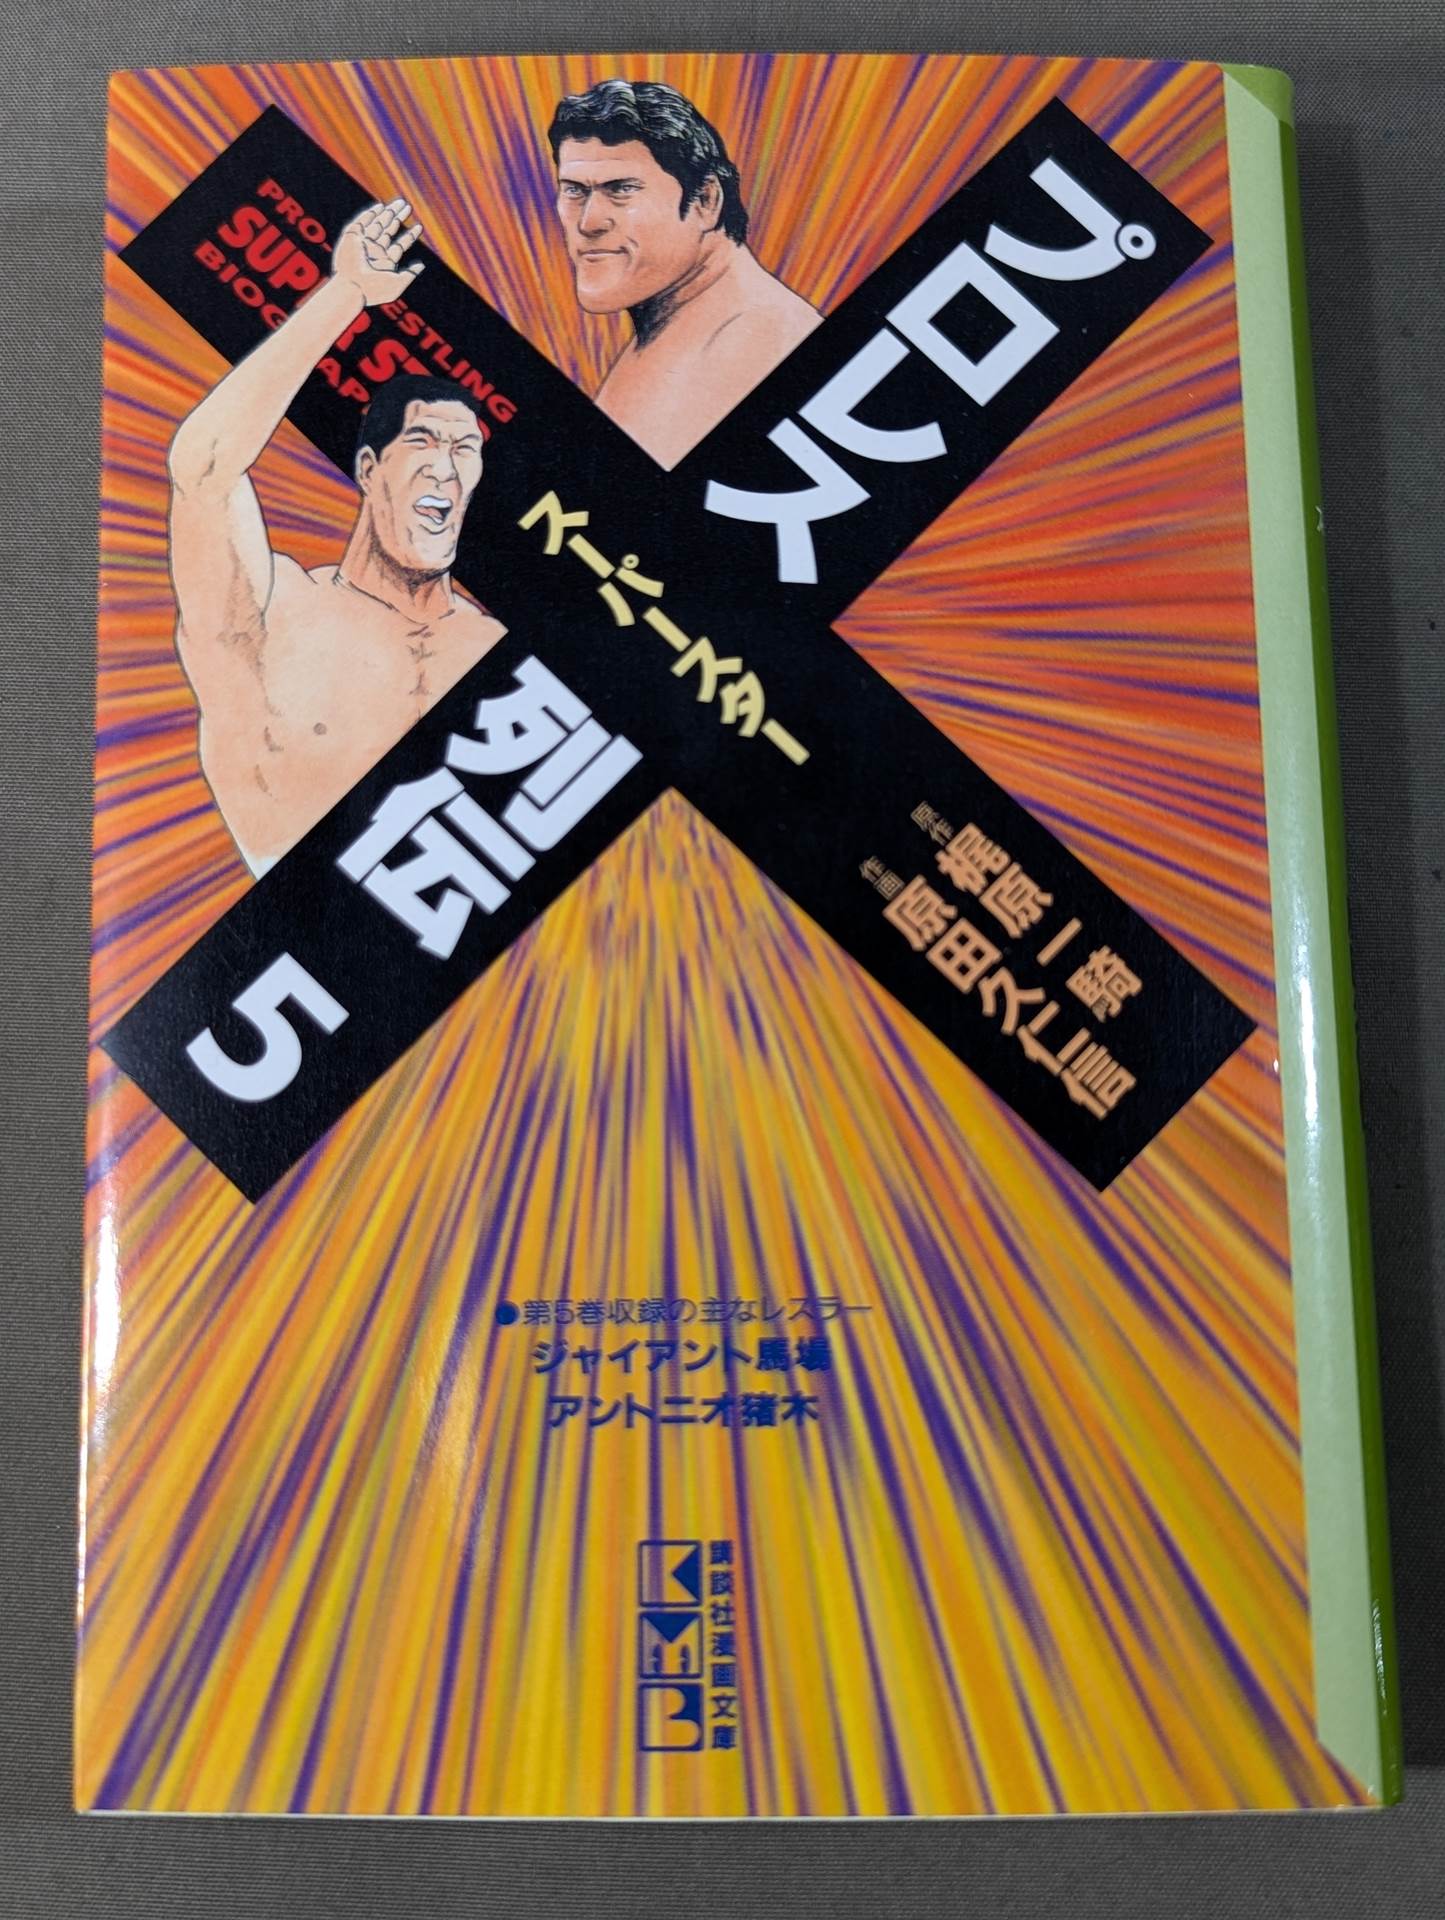 プロレス
スーパースター
列伝 5
PRO-WRESTLING
SUPER STAR
BIOGRAPHY
原作 梶原一騎
作画 原田久仁信
●第5巻収録の主なレスラー
ジャイアント馬場
アントニオ猪木
KMB
講談社漫画文庫